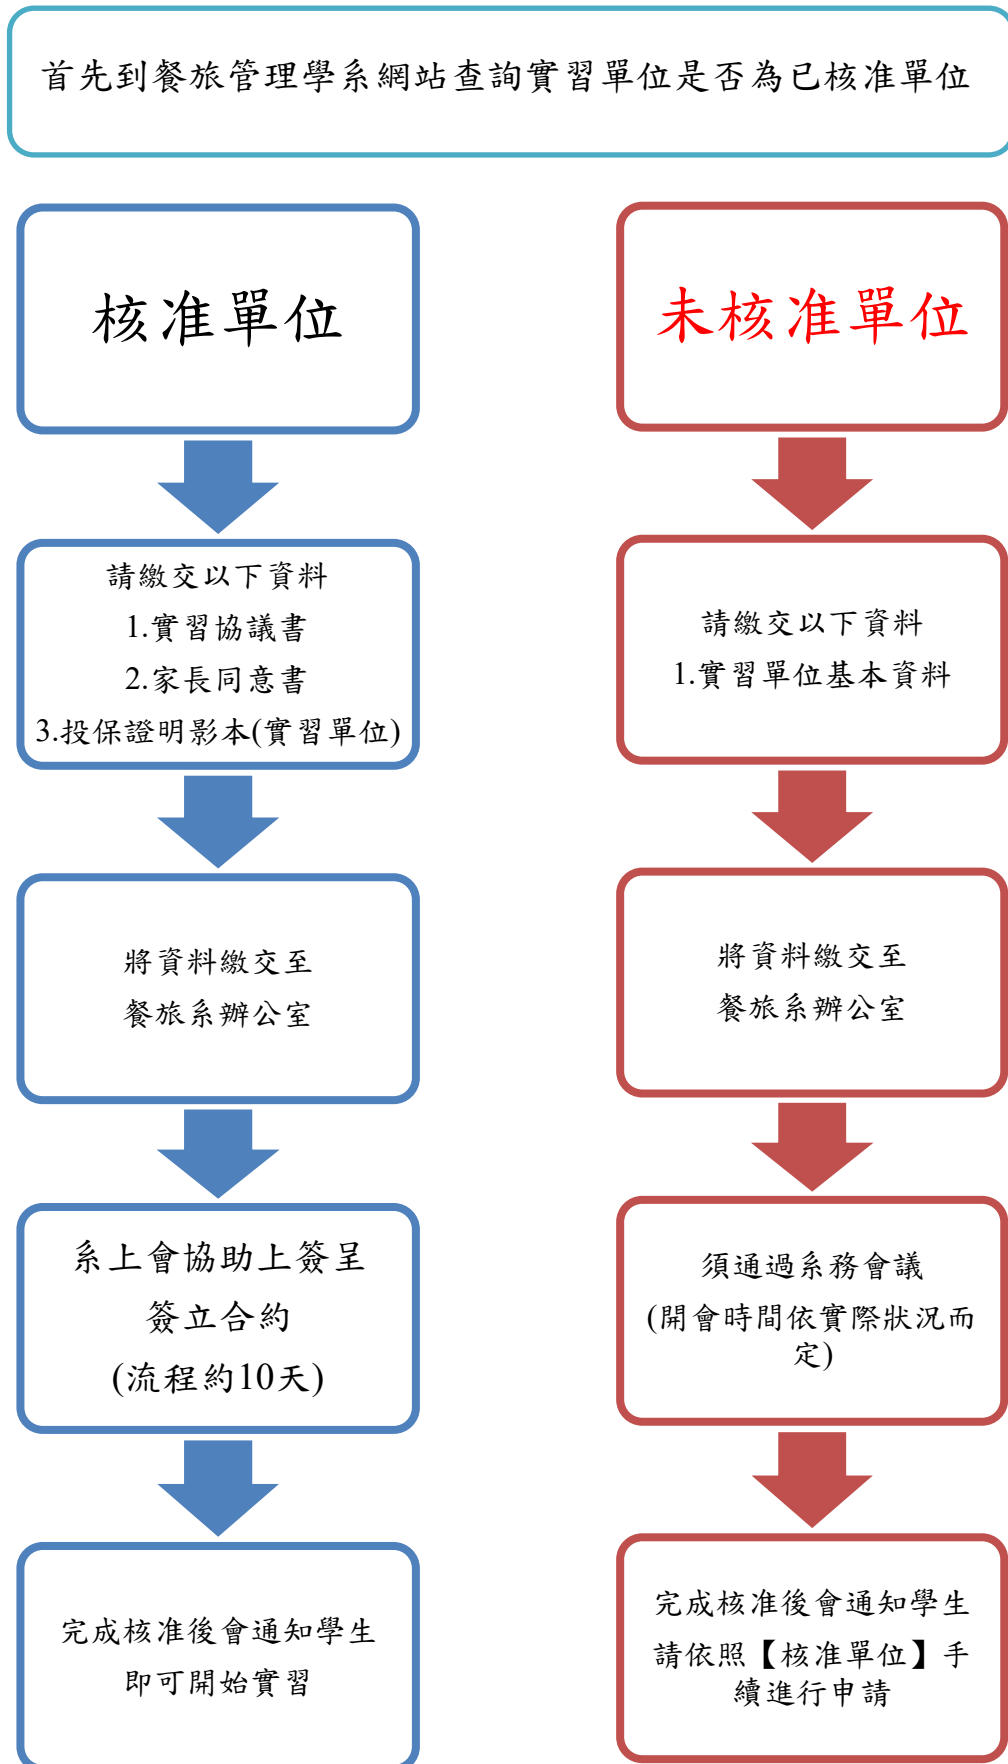 首先到餐旅管理學系網站查詢實習單位是否為已核准單位
核准單位
請繳交以下資料
1.實習協議書
2.家長同意書
3.投保證明影本(實習單位)
將資料繳交至
餐旅系辦公室
系上會協助上簽呈
簽立合約
(流程約10天)
完成核准後會通知學生
即可開始實習
未核准單位
請繳交以下資料
1.實習單位基本資料
將資料繳交至
餐旅系辦公室
須通過系務會議
(開會時間依實際狀況而
定)
完成核准後會通知學生
請依照【核准單位】手
續進行申請